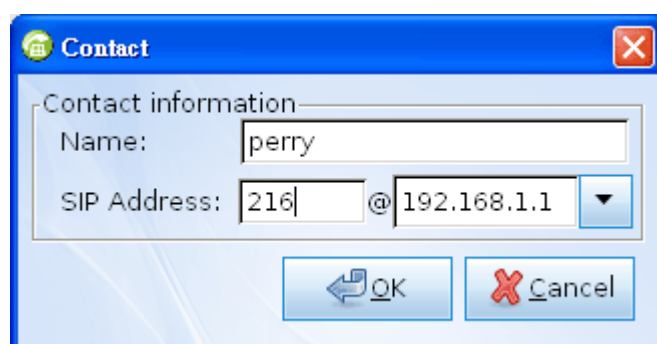 Contact
Contact information
Name: perry
SIP Address: 216 @ 192.168.1.1
OK Cancel